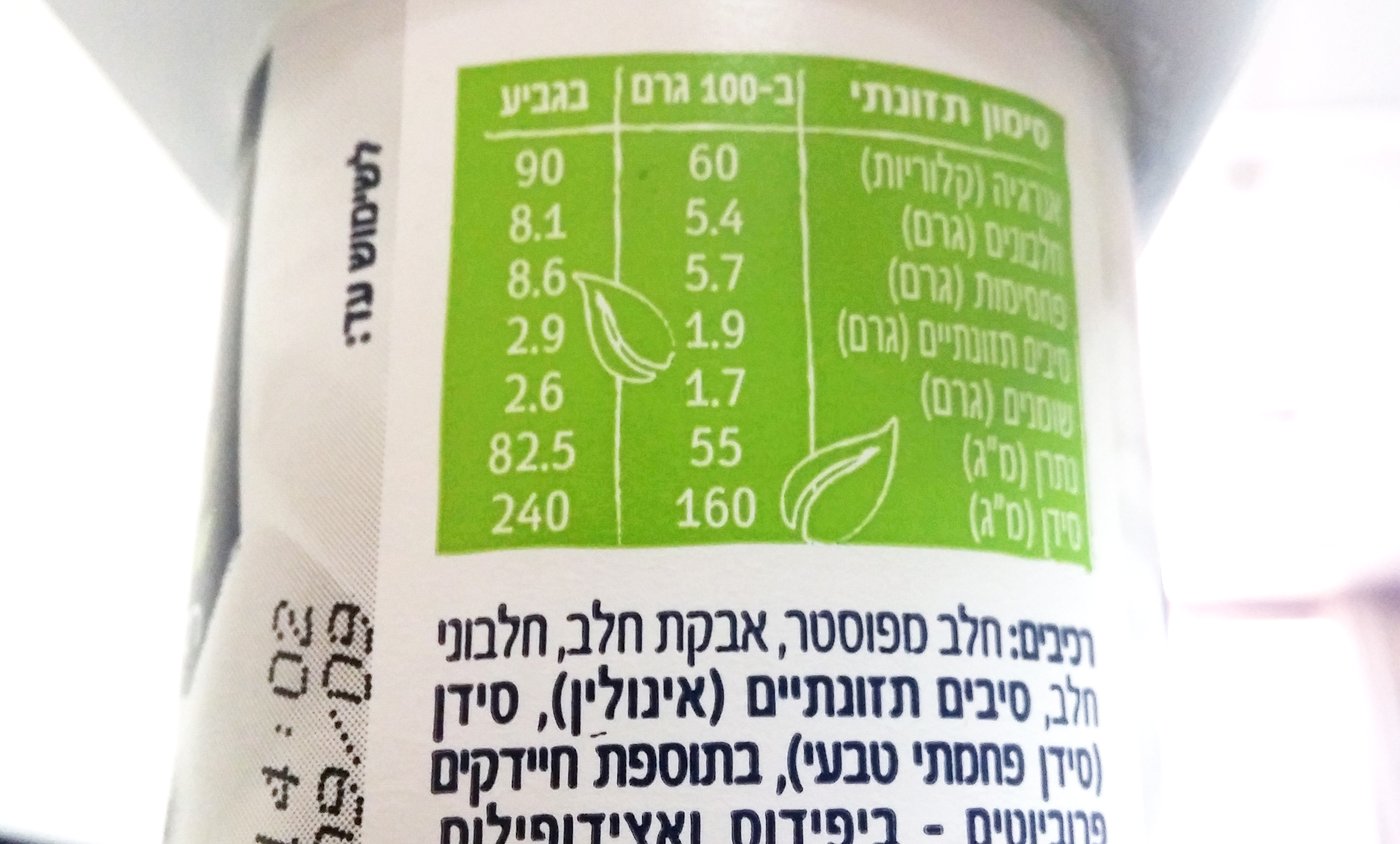 סימון תזונתי ב-100 גרם בגביע
אנרגיה (קלוריות) 60 90
חלבונים (גרם) 5.4 8.1
פחמימות (גרם) 5.7 8.6
סיבים תזונתיים (גרם) 1.9 2.9
שומנים (גרם) 1.7 2.6
נתרן (מ"ג) 55 82.5
סידן (מ"ג) 160 240
רכיבים: חלב מפוסטר, אבקת חלב, חלבוני
חלב, סיבים תזונתיים (אינולין), סידן
(סידן פחמתי טבעי), בתוספת חיידקים
פרוביוטים - ביפידוס ואצידופילוס
לשימוש עד: